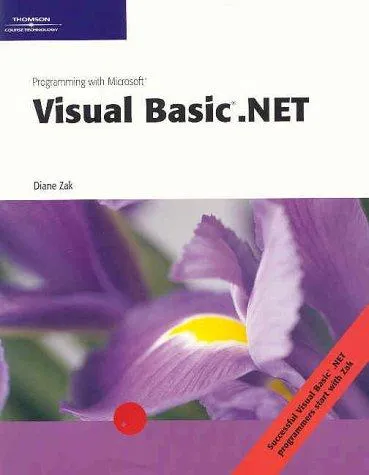 THOMSON
COURSE TECHNOLOGY
Programming with Microsoft®
Visual Basic®.NET
Diane Zak
Successful Visual Basic® .NET
programmers start with Zak